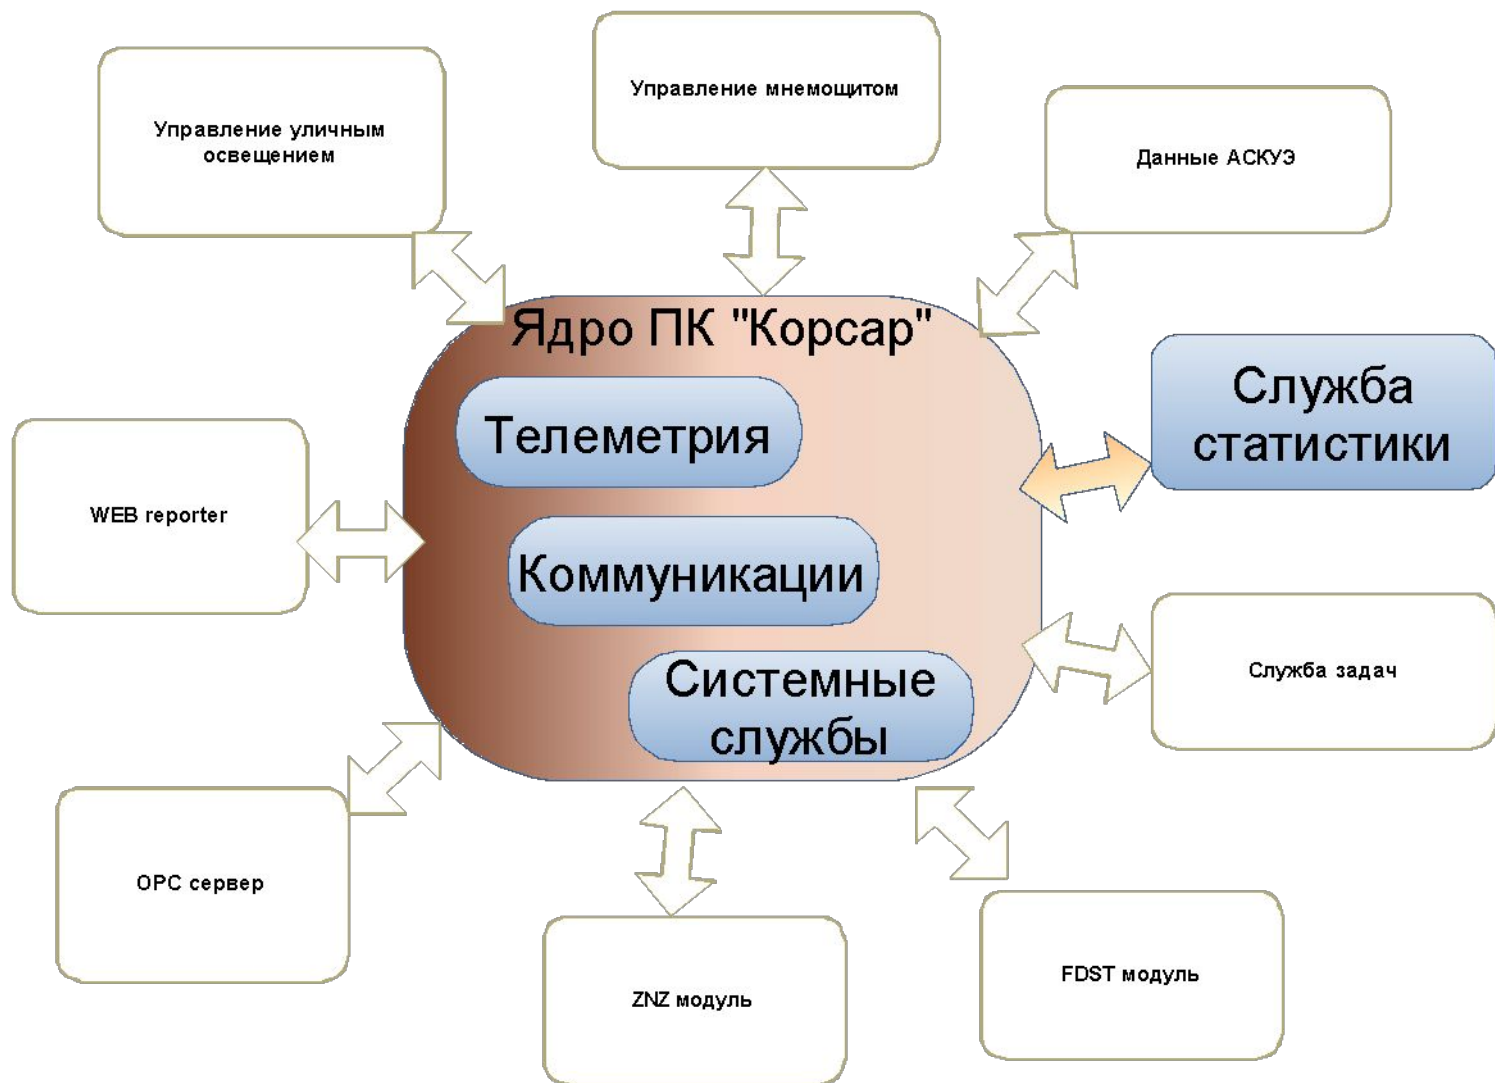 Управление мнемощитом
Управление уличным
освещением
Данные АСКУЭ
Ядро ПК "Корсар"
Служба
статистики
Телеметрия
WEB reporter
Коммуникации
Системные
службы
Служба задач
OPC сервер
ZNZ модуль
FDST модуль